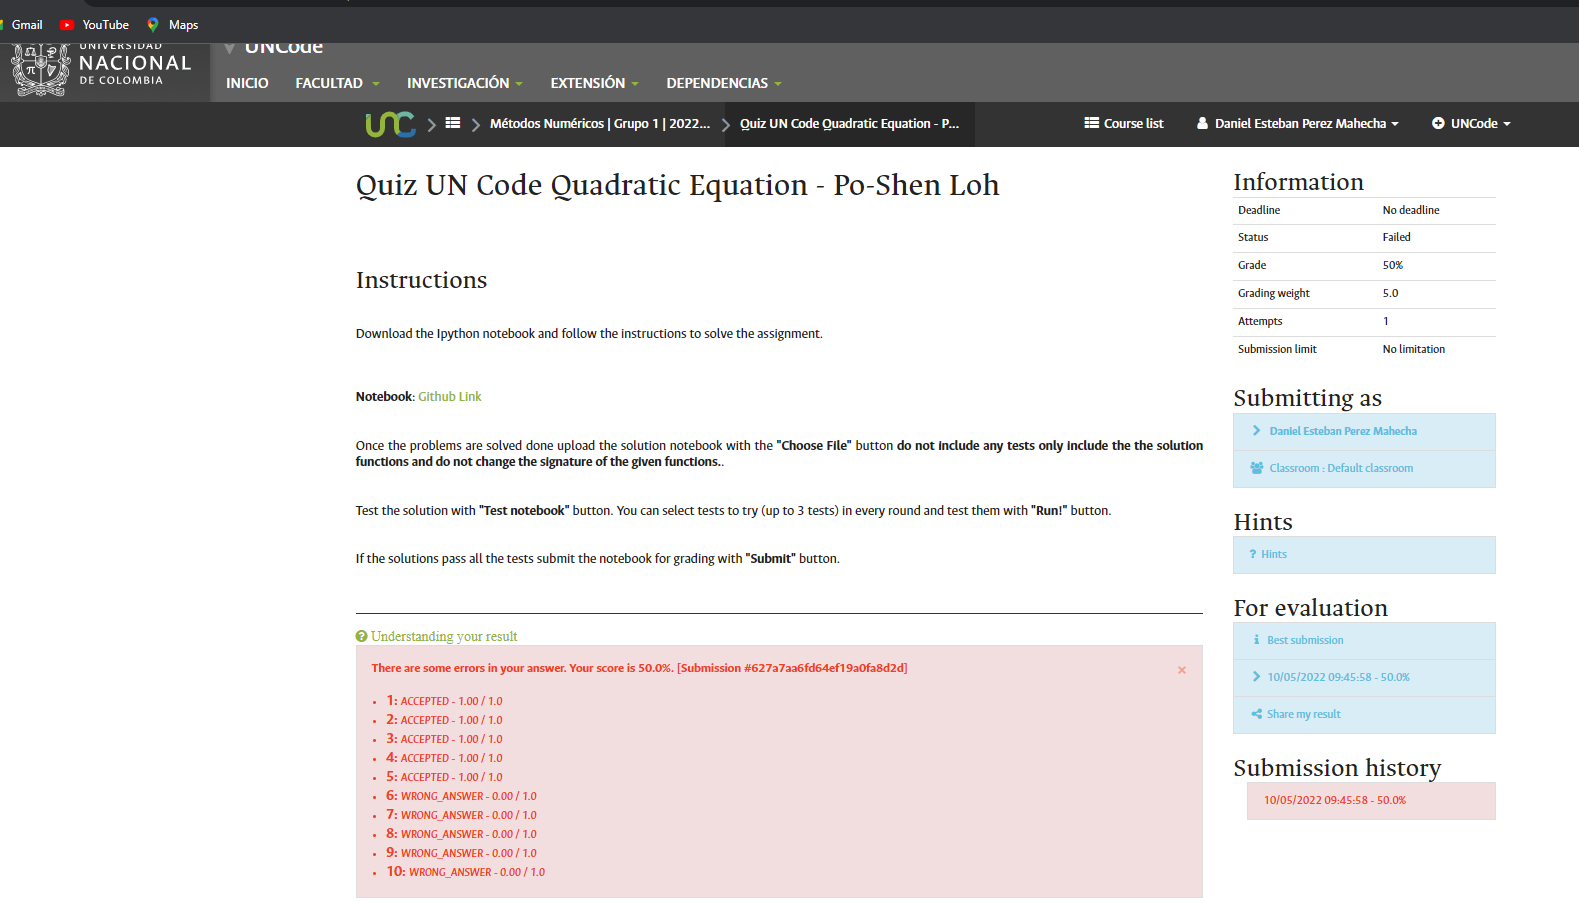 Gmail YouTube Maps
UNIVERSIDAD
NACIONAL
DE COLOMBIA
UNCode
INICIO FACULTAD INVESTIGACIÓN EXTENSIÓN DEPENDENCIAS
UNC Métodos Numéricos | Grupo 1 | 2022... Quiz UN Code Quadratic Equation - P... Course list Daniel Esteban Perez Mahecha UNCode
Quiz UN Code Quadratic Equation - Po-Shen Loh
Instructions
Download the Ipython notebook and follow the instructions to solve the assignment.
Notebook: Github Link
Once the problems are solved done upload the solution notebook with the "Choose File" button do not include any tests only include the the solution
functions and do not change the signature of the given functions..
Test the solution with "Test notebook" button. You can select tests to try (up to 3 tests) in every round and test them with "Run!" button.
If the solutions pass all the tests submit the notebook for grading with "Submit" button.
Understanding your result
There are some errors in your answer. Your score is 50.0%. [Submission #627a7aa6fd64ef19a0fa8d2d] ×
• 1: ACCEPTED - 1.00 / 1.0
• 2: ACCEPTED - 1.00 / 1.0
• 3: ACCEPTED - 1.00 / 1.0
• 4: ACCEPTED - 1.00 / 1.0
• 5: ACCEPTED - 1.00 / 1.0
• 6: WRONG_ANSWER - 0.00 / 1.0
• 7: WRONG_ANSWER - 0.00 / 1.0
• 8: WRONG_ANSWER - 0.00 / 1.0
• 9: WRONG_ANSWER - 0.00 / 1.0
• 10: WRONG_ANSWER - 0.00 / 1.0
Information
Deadline No deadline
Status Failed
Grade 50%
Grading weight 5.0
Attempts 1
Submission limit No limitation
Submitting as
Daniel Esteban Perez Mahecha
Classroom : Default classroom
Hints
? Hints
For evaluation
Best submission
10/05/2022 09:45:58 - 50.0%
Share my result
Submission history
10/05/2022 09:45:58 - 50.0%